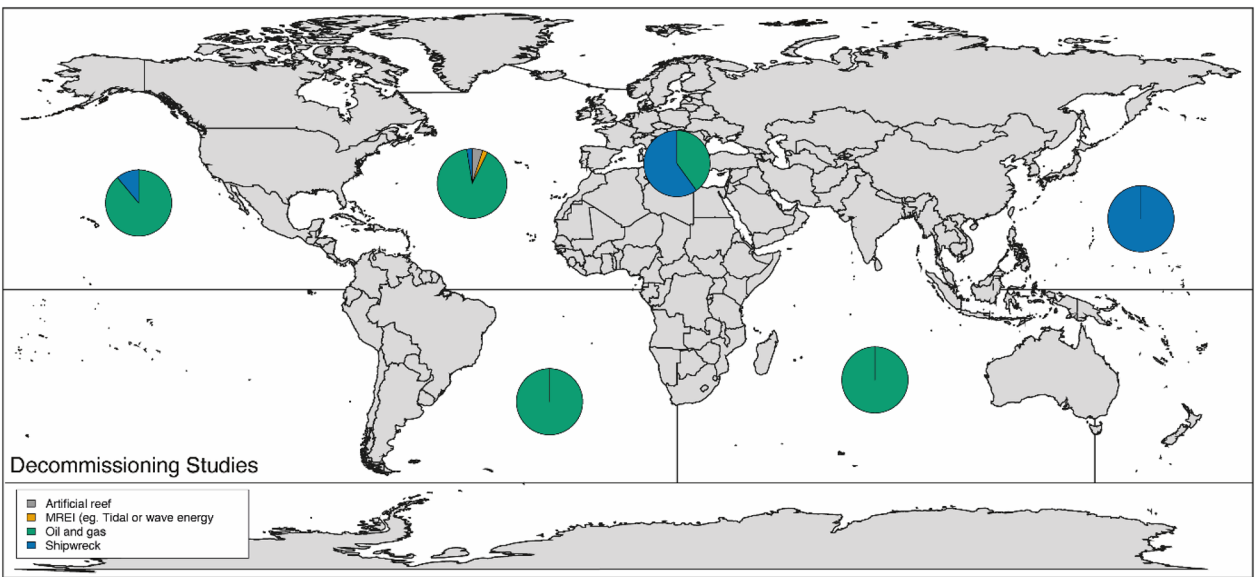 Decommissioning Studies
Artificial reef
MREI (eg. Tidal or wave energy
Oil and gas
Shipwreck